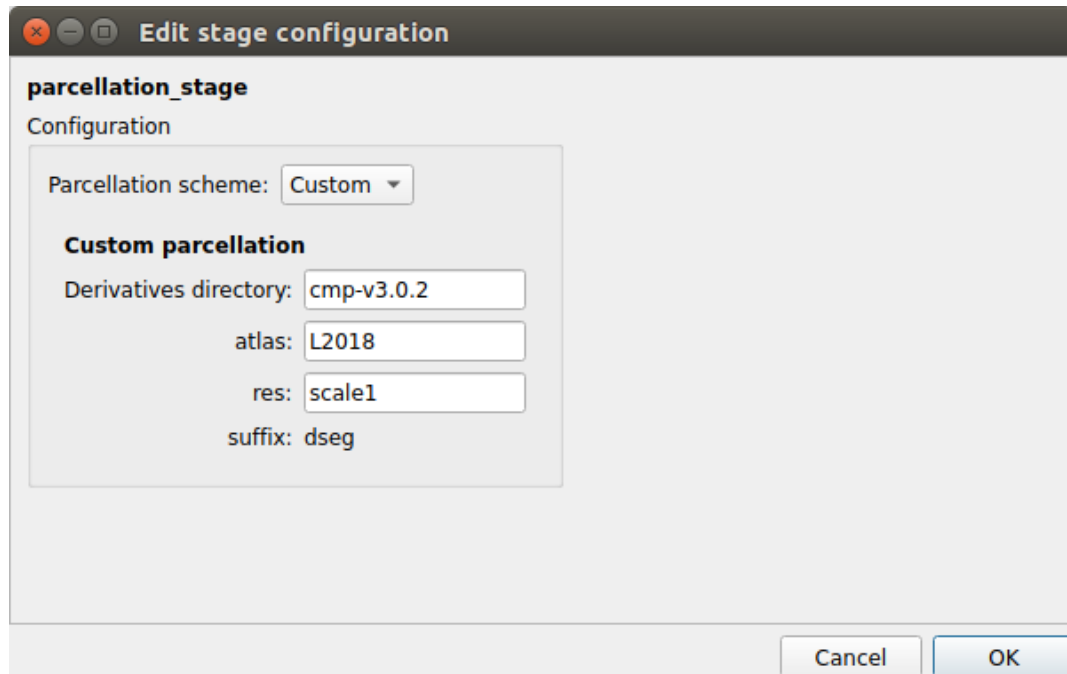 Edit stage configuration
parcellation_stage
Configuration
Parcellation scheme: Custom
Custom parcellation
Derivatives directory: cmp-v3.0.2
atlas: L2018
res: scale1
suffix: dseg
Cancel OK